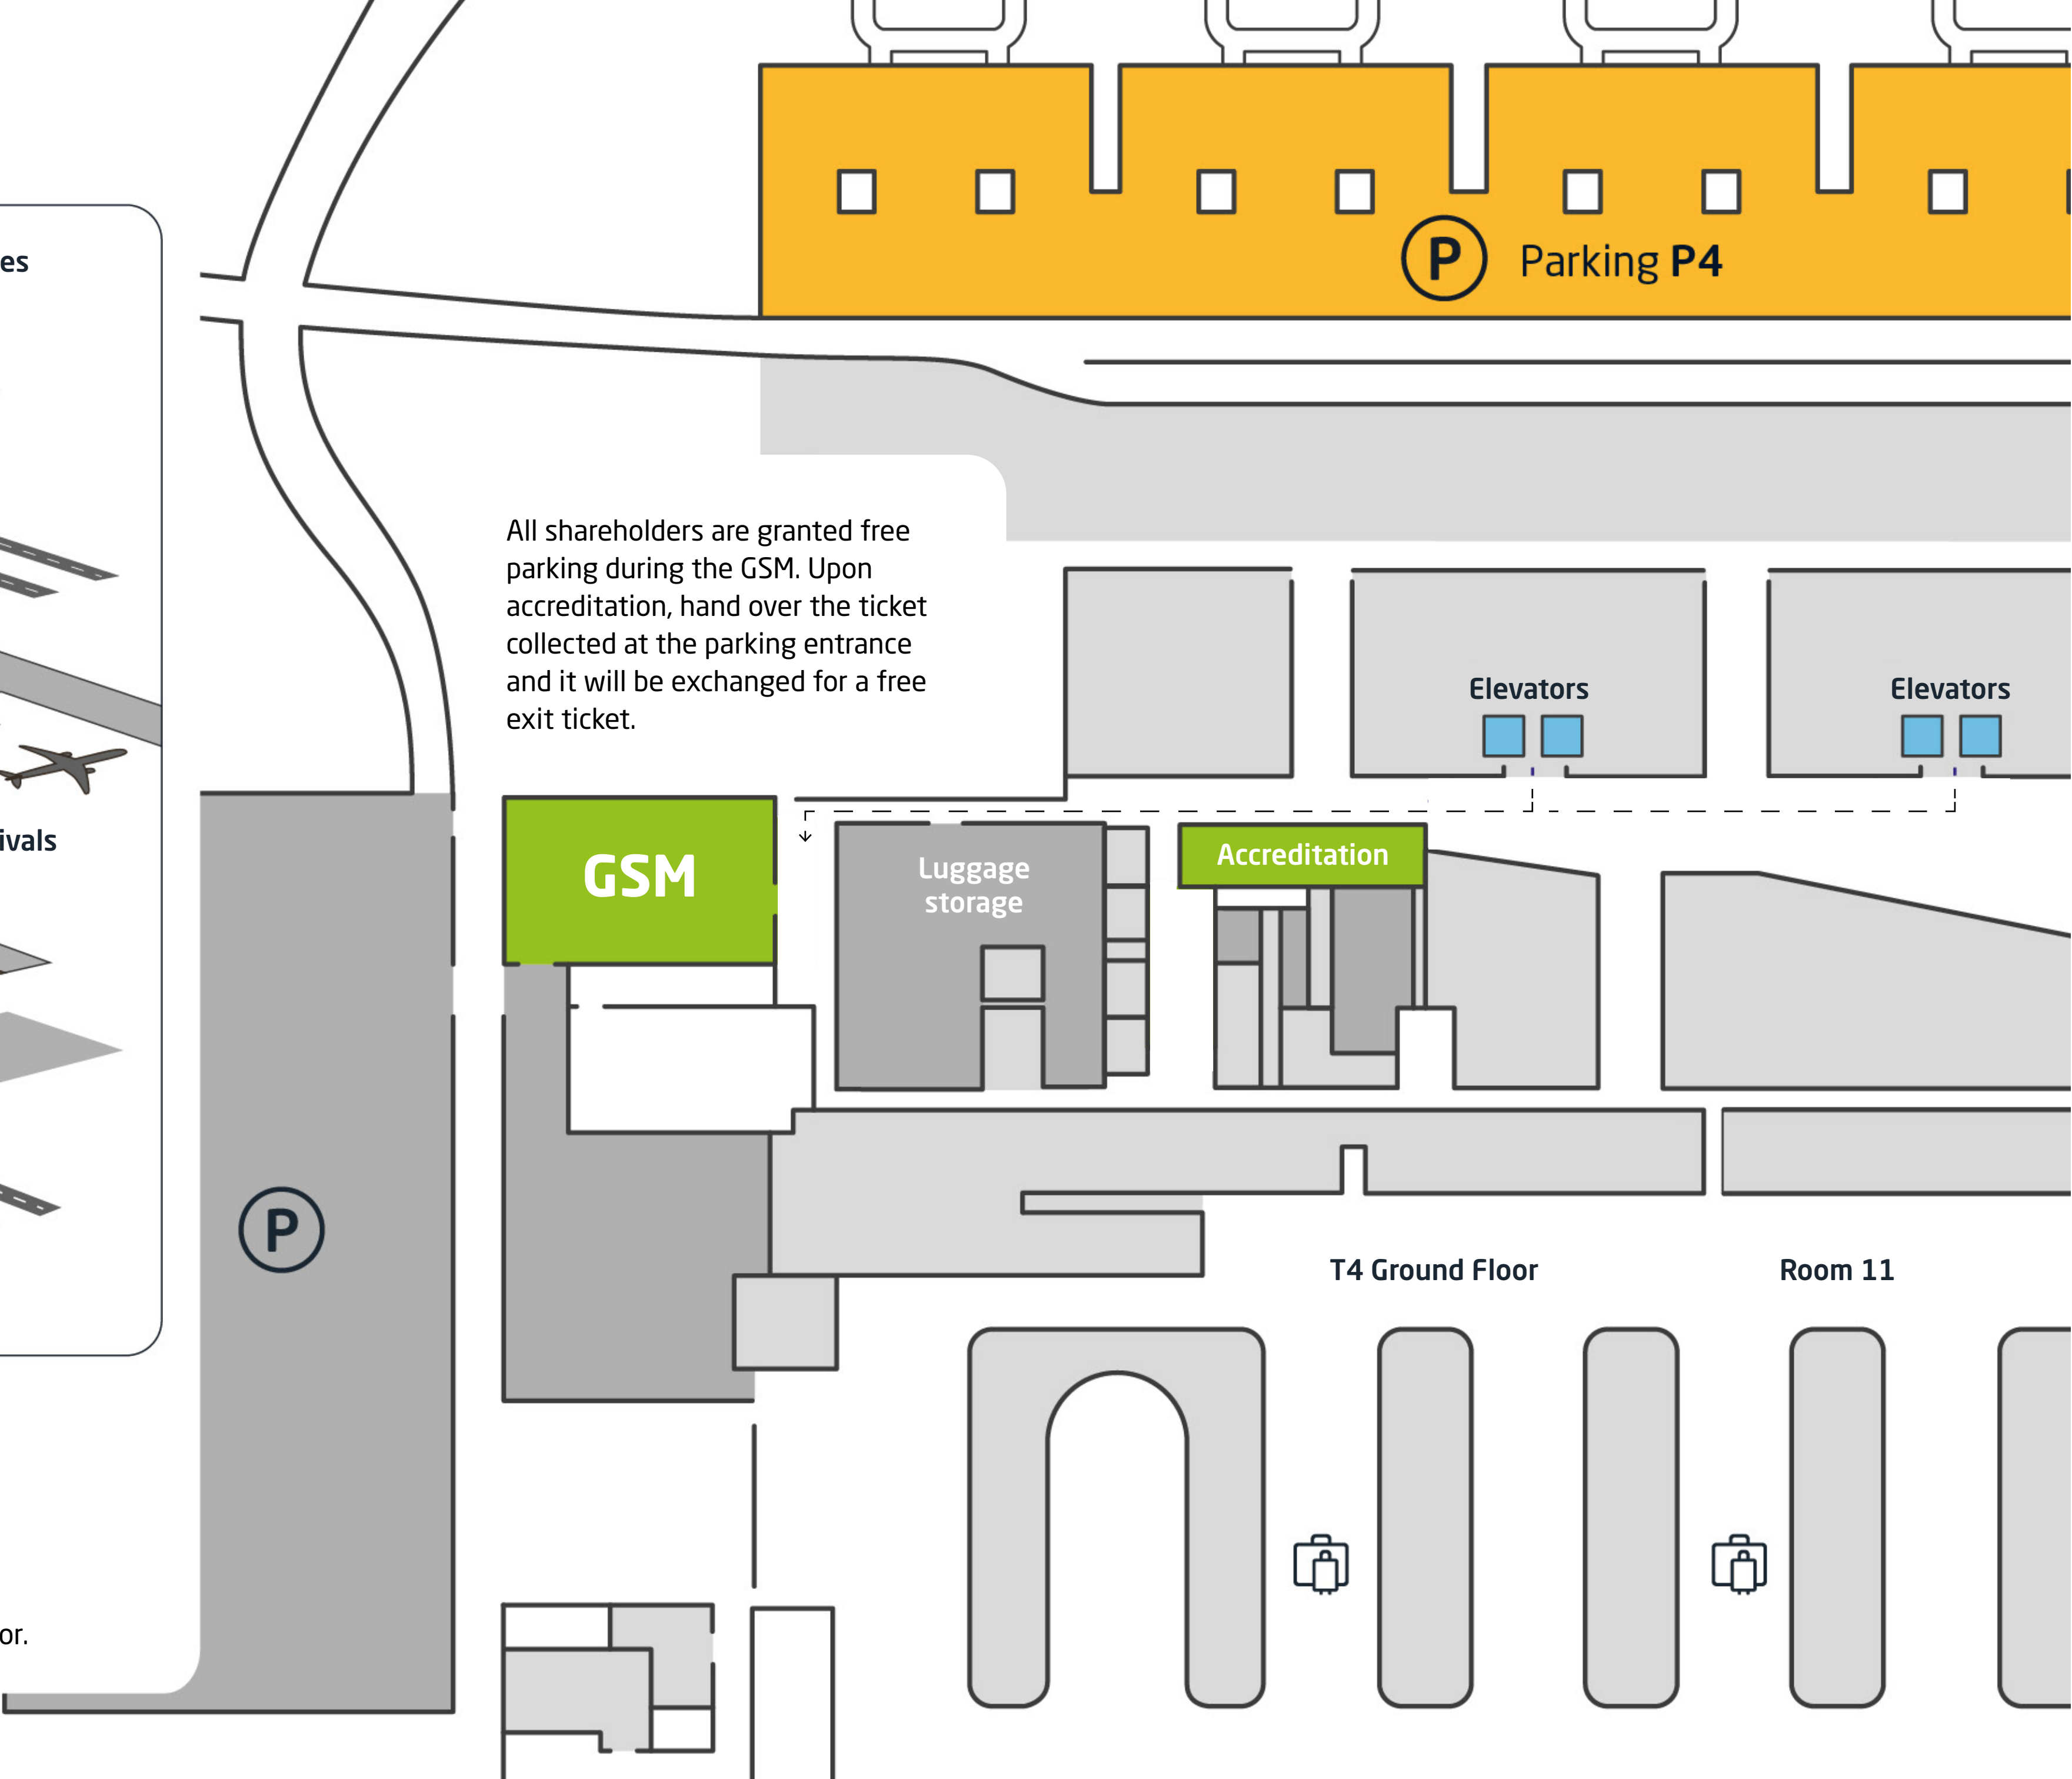 es
P
Parking P4
All shareholders are granted free
parking during the GSM. Upon
accreditation, hand over the ticket
collected at the parking entrance
and it will be exchanged for a free
exit ticket.
Elevators
Elevators
ivals
GSM
Luggage
storage
Accreditation
P
T4 Ground Floor
Room 11
or.